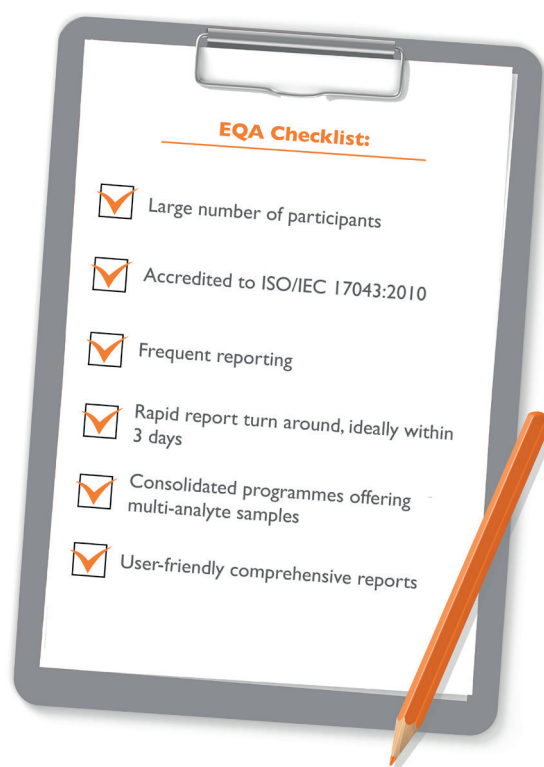 EQA Checklist:
Large number of participants
Accredited to ISO/IEC 17043:2010
Frequent reporting
Rapid report turn around, ideally within
3 days
Consolidated programmes offering
multi-analyte samples
User-friendly comprehensive reports